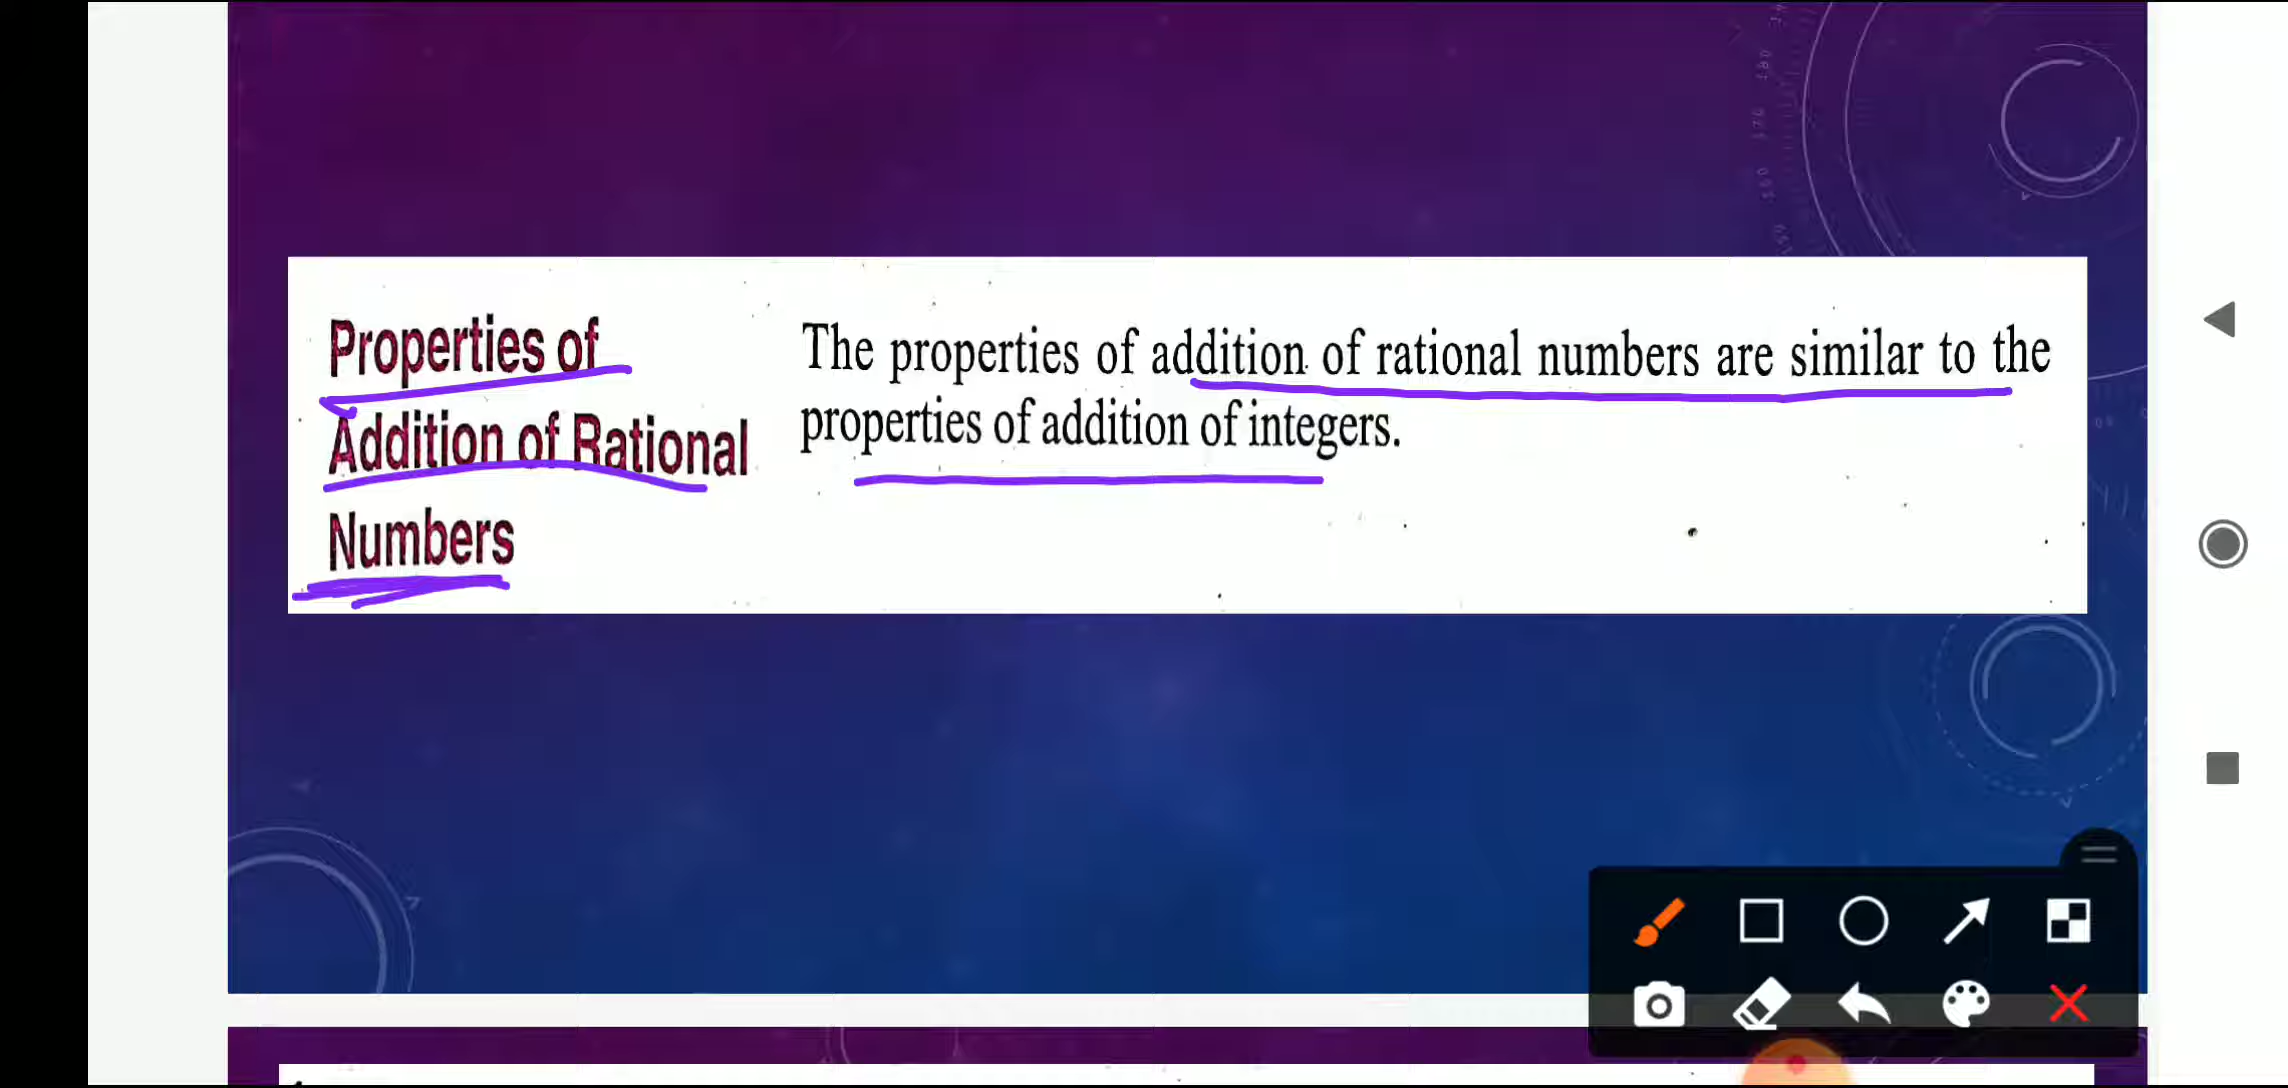 Properties of
Addition of Rational
Numbers
The properties of addition of rational numbers are similar to the
properties of addition of integers.